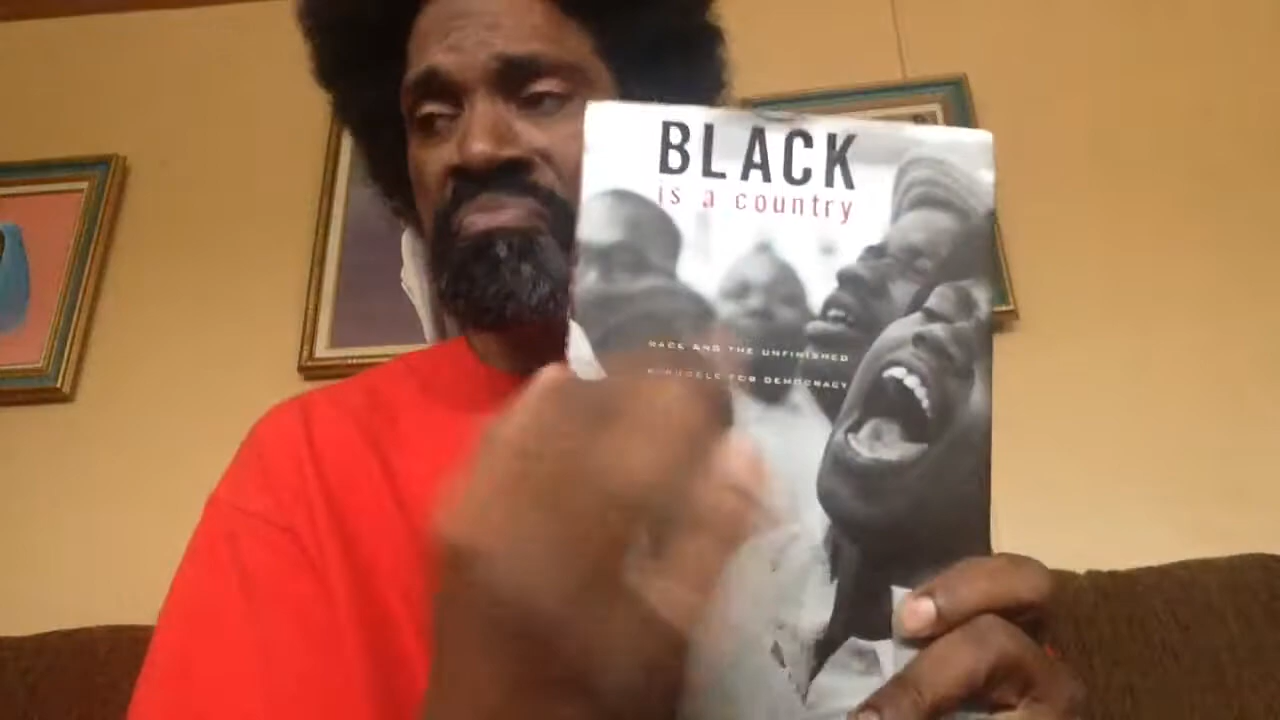 BLACK
is a country
RACE AND THE UNFINISHED
STRUGGLE FOR DEMOCRACY